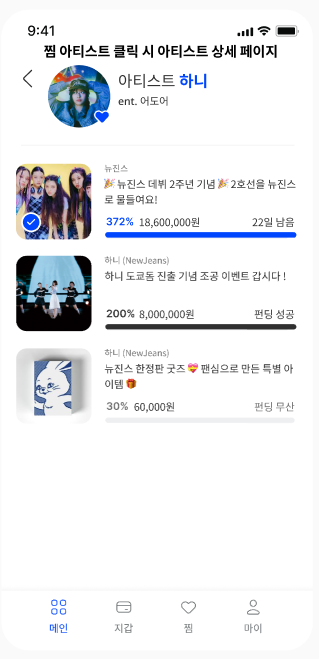 9:41
찜 아티스트 클릭 시 아티스트 상세 페이지
아티스트 하니
ent. 어도어
뉴진스
🎉 뉴진스 데뷔 2주년 기념 🎉 2호선을 뉴진스
로 물들여요!
372% 18,600,000원 22일 남음
하니 (NewJeans)
하니 도쿄돔 진출 기념 조공 이벤트 갑시다 !
200% 8,000,000원 펀딩 성공
하니 (NewJeans)
뉴진스 한정판 굿즈 💝 팬심으로 만든 특별 아
이템 🎁
30% 60,000원 펀딩 무산
메인 지갑 찜 마이